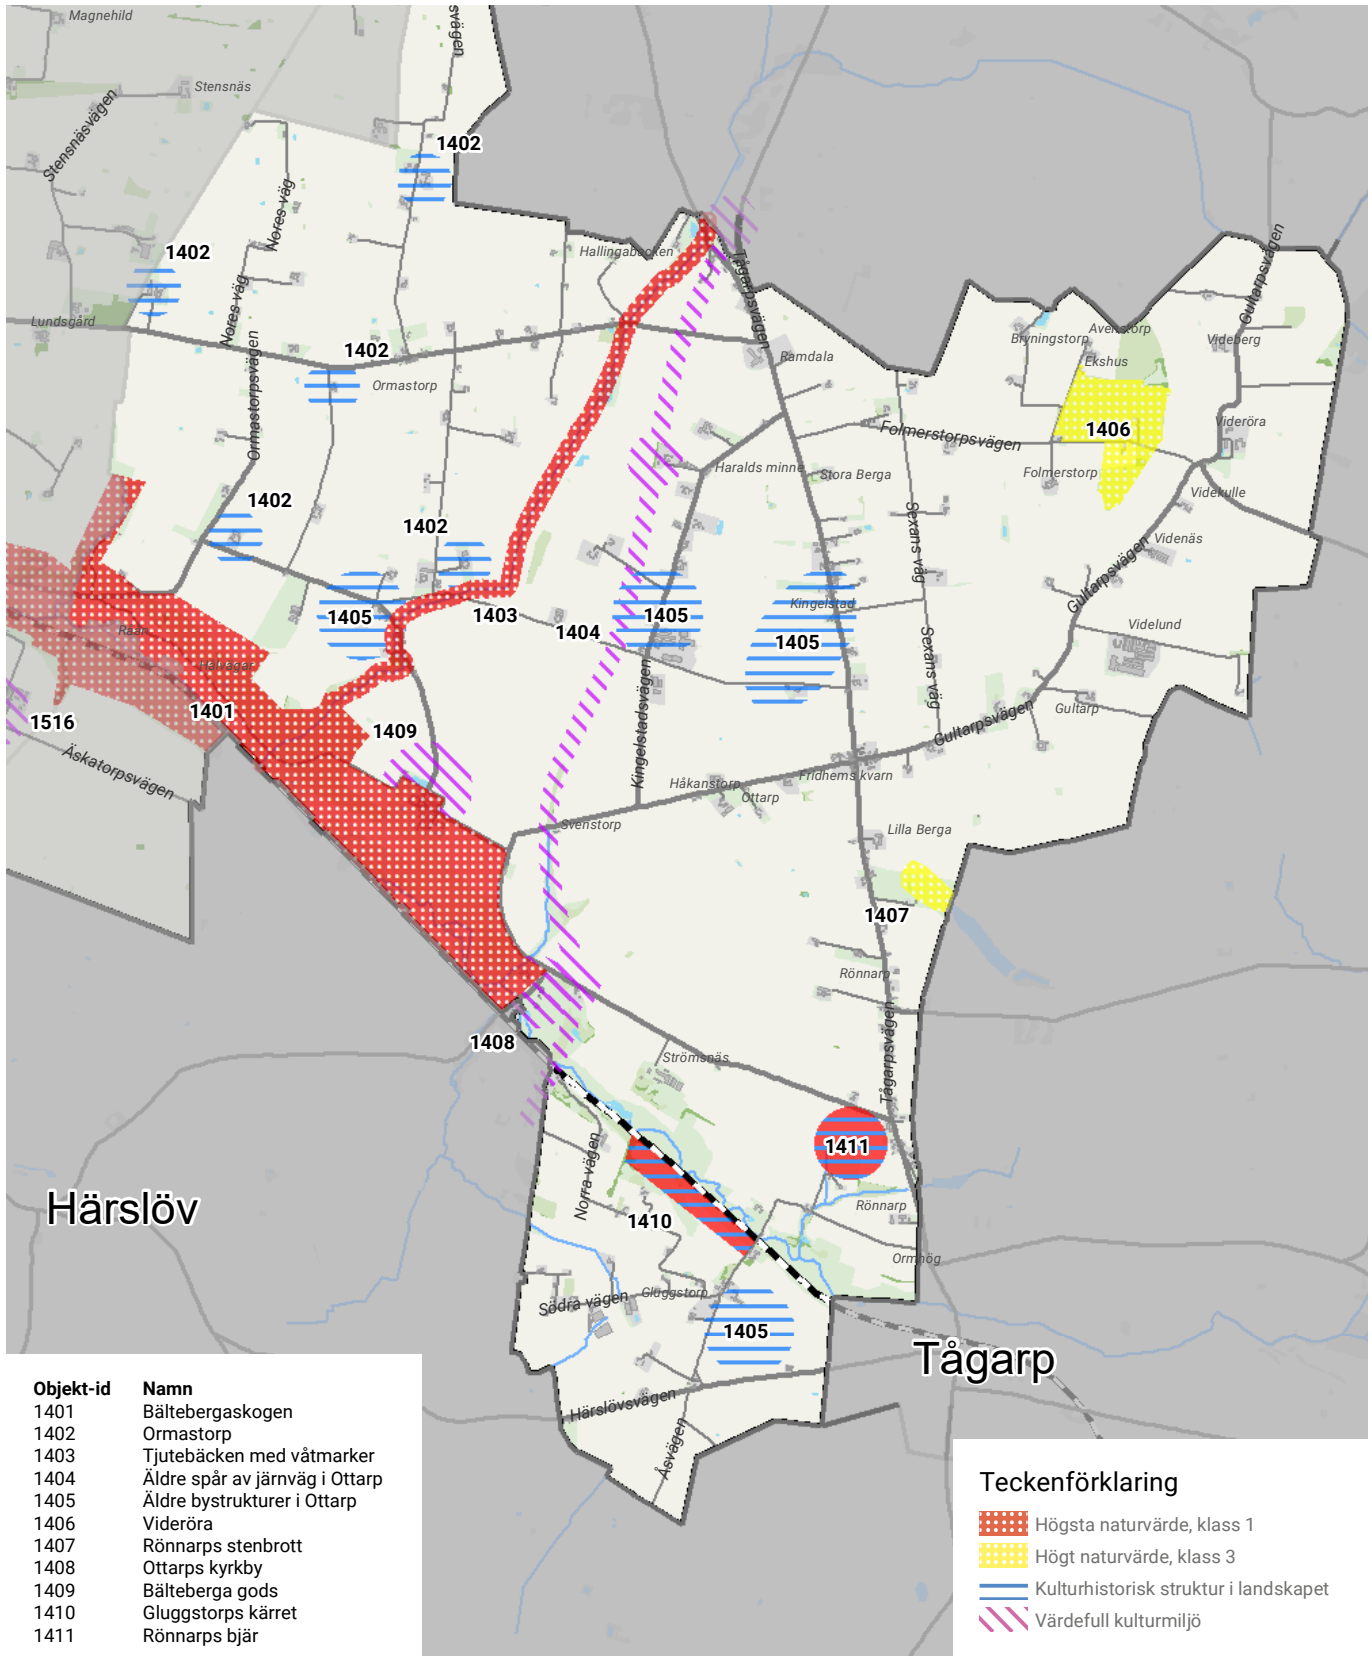 Magnehild
svägen
Stensnäs
Stensnäsvägen
1402
Nores väg
1402
Hallingabacken
Tågarpsvägen
Gultarpsvägen
Nores väg
Lundsgård
Ormastorpsvägen
1402
Ormastorp
Ramdala
Bryningstorp
Avenstorp
Ekshus
Videberg
1406
Videröra
Folmerstorpsvägen
Haralds minne
Stora Berga
Folmerstorp
Videkulle
1402
1402
Sexans väg
Videnäs
Gultarpsvägen
1405
1403
1404
1405
Kingelstad
1405
Videlund
Råån
Hålvägar
Sexans väg
1401
1516
1409
Kingelstadsvägen
Gultarp
Gultarpsvägen
Äskatorpsvägen
Håkanstorp
Ottarp
Fridhems kvarn
Svenstorp
Lilla Berga
1407
Rönnarp
1408
Strömsnäs
Tågarpsvägen
1411
Norra vägen
Härslöv
1410
Rönnarp
Ormhög
Södra vägen
Gluggstorp
1405
Tågarp
Härslövsvägen
Åsvägen
Objekt-id Namn
1401 Bältebergaskogen
1402 Ormastorp
1403 Tjutebäcken med våtmarker
1404 Äldre spår av järnväg i Ottarp
1405 Äldre bystrukturer i Ottarp
1406 Videröra
1407 Rönnarps stenbrott
1408 Ottarps kyrkby
1409 Bälteberga gods
1410 Gluggstorps kärret
1411 Rönnarps bjär
Teckenförklaring
Högsta naturvärde, klass 1
Högt naturvärde, klass 3
Kulturhistorisk struktur i landskapet
Värdefull kulturmiljö